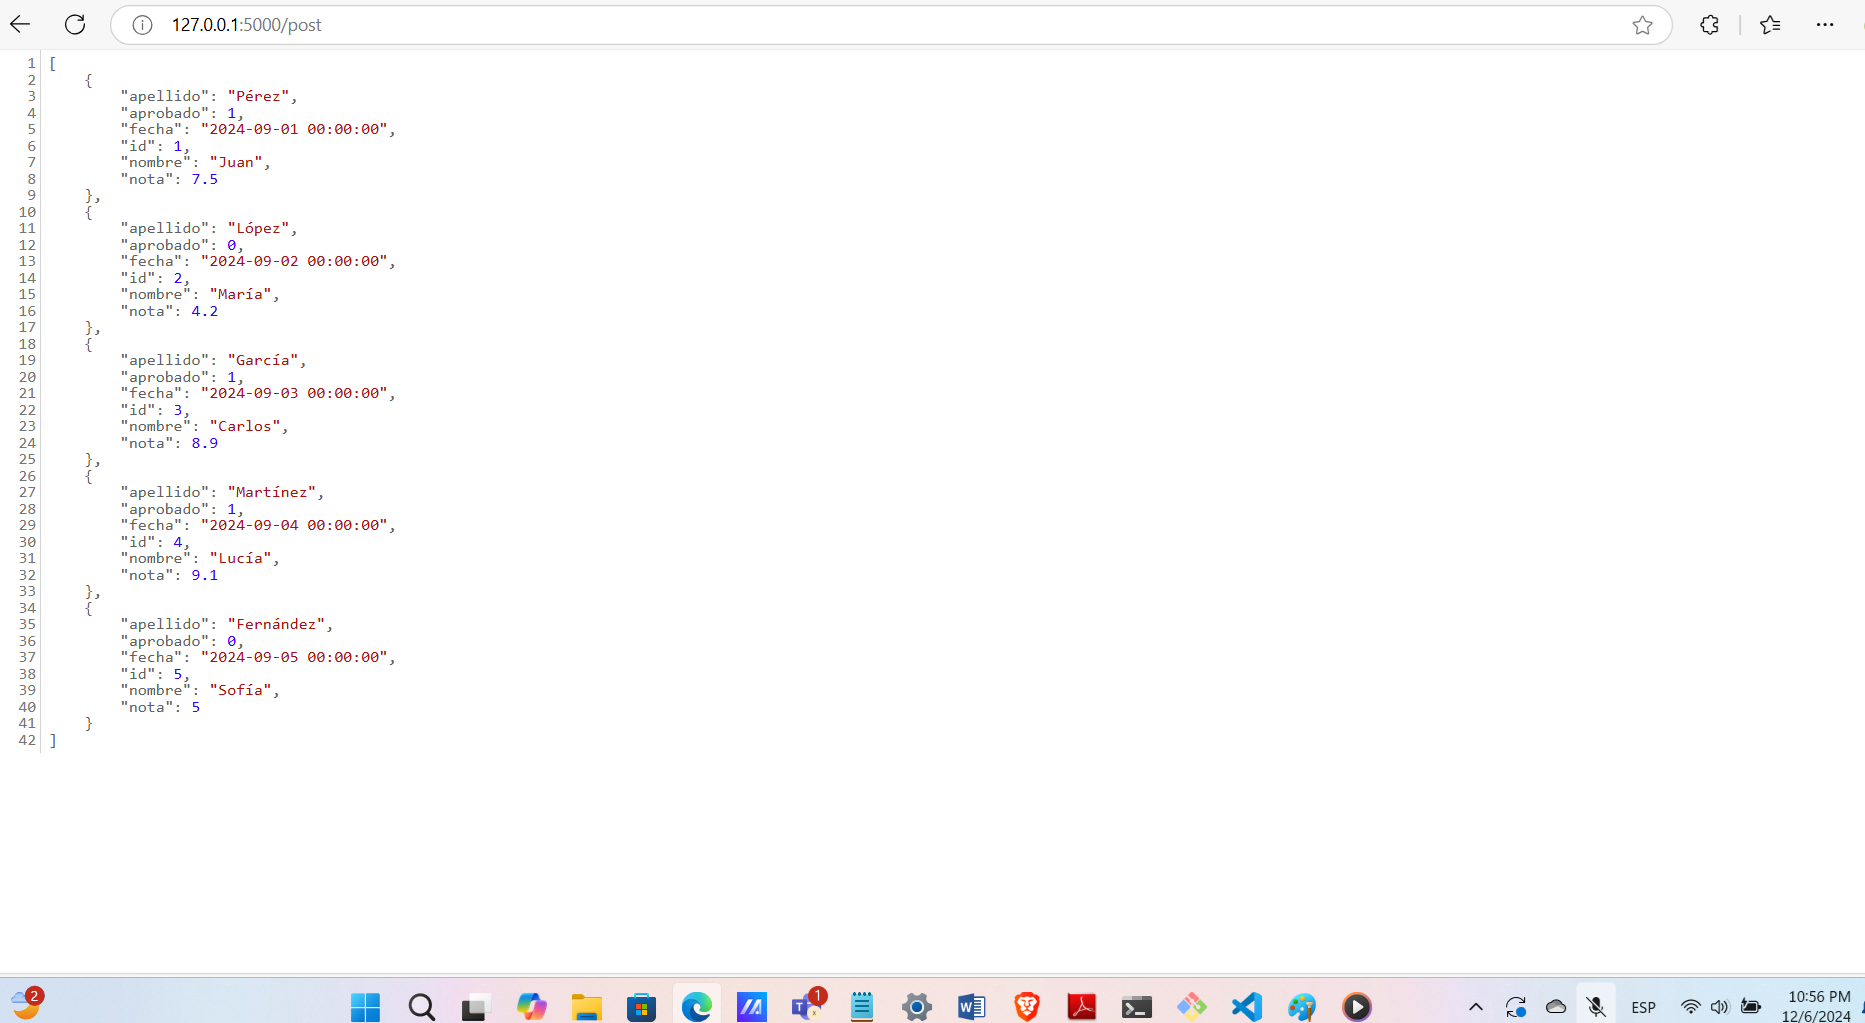 127.0.0.1:5000/post
1 [
2 {
3 "apellido": "Pérez",
4 "aprobado": 1,
5 "fecha": "2024-09-01 00:00:00",
6 "id": 1,
7 "nombre": "Juan",
8 "nota": 7.5
9 },
10 {
11 "apellido": "López",
12 "aprobado": 0,
13 "fecha": "2024-09-02 00:00:00",
14 "id": 2,
15 "nombre": "María",
16 "nota": 4.2
17 },
18 {
19 "apellido": "García",
20 "aprobado": 1,
21 "fecha": "2024-09-03 00:00:00",
22 "id": 3,
23 "nombre": "Carlos",
24 "nota": 8.9
25 },
26 {
27 "apellido": "Martínez",
28 "aprobado": 1,
29 "fecha": "2024-09-04 00:00:00",
30 "id": 4,
31 "nombre": "Lucía",
32 "nota": 9.1
33 },
34 {
35 "apellido": "Fernández",
36 "aprobado": 0,
37 "fecha": "2024-09-05 00:00:00",
38 "id": 5,
39 "nombre": "Sofía",
40 "nota": 5
41 }
42 ]
2
1
ESP
10:56 PM
12/6/2024